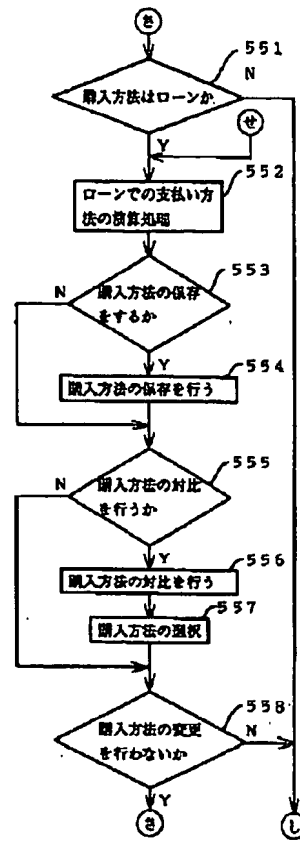 き
551
N
購入方法はローンか
せ
Y
552
ローンでの支払い方
法の演算処理
553
N
購入方法の保存
をするか
Y
554
購入方法の保存を行う
555
N
購入方法の対比
を行うか
Y
556
購入方法の対比を行う
557
購入方法の選択
558
購入方法の変更
を行わないか
N
Y
さ
し